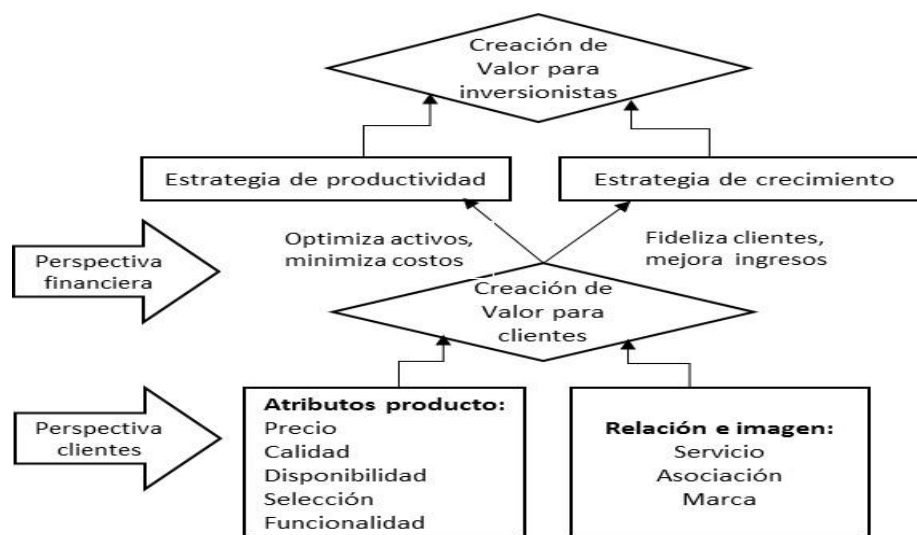 Creación de
Valor para
inversionistas
Estrategia de productividad
Estrategia de crecimiento
Optimiza activos,
minimiza costos
Fideliza clientes,
mejora ingresos
Perspectiva
financiera
Creación de
Valor para
clientes
Perspectiva
clientes
Atributos producto:
Precio
Calidad
Disponibilidad
Selección
Funcionalidad
Relación e imagen:
Servicio
Asociación
Marca